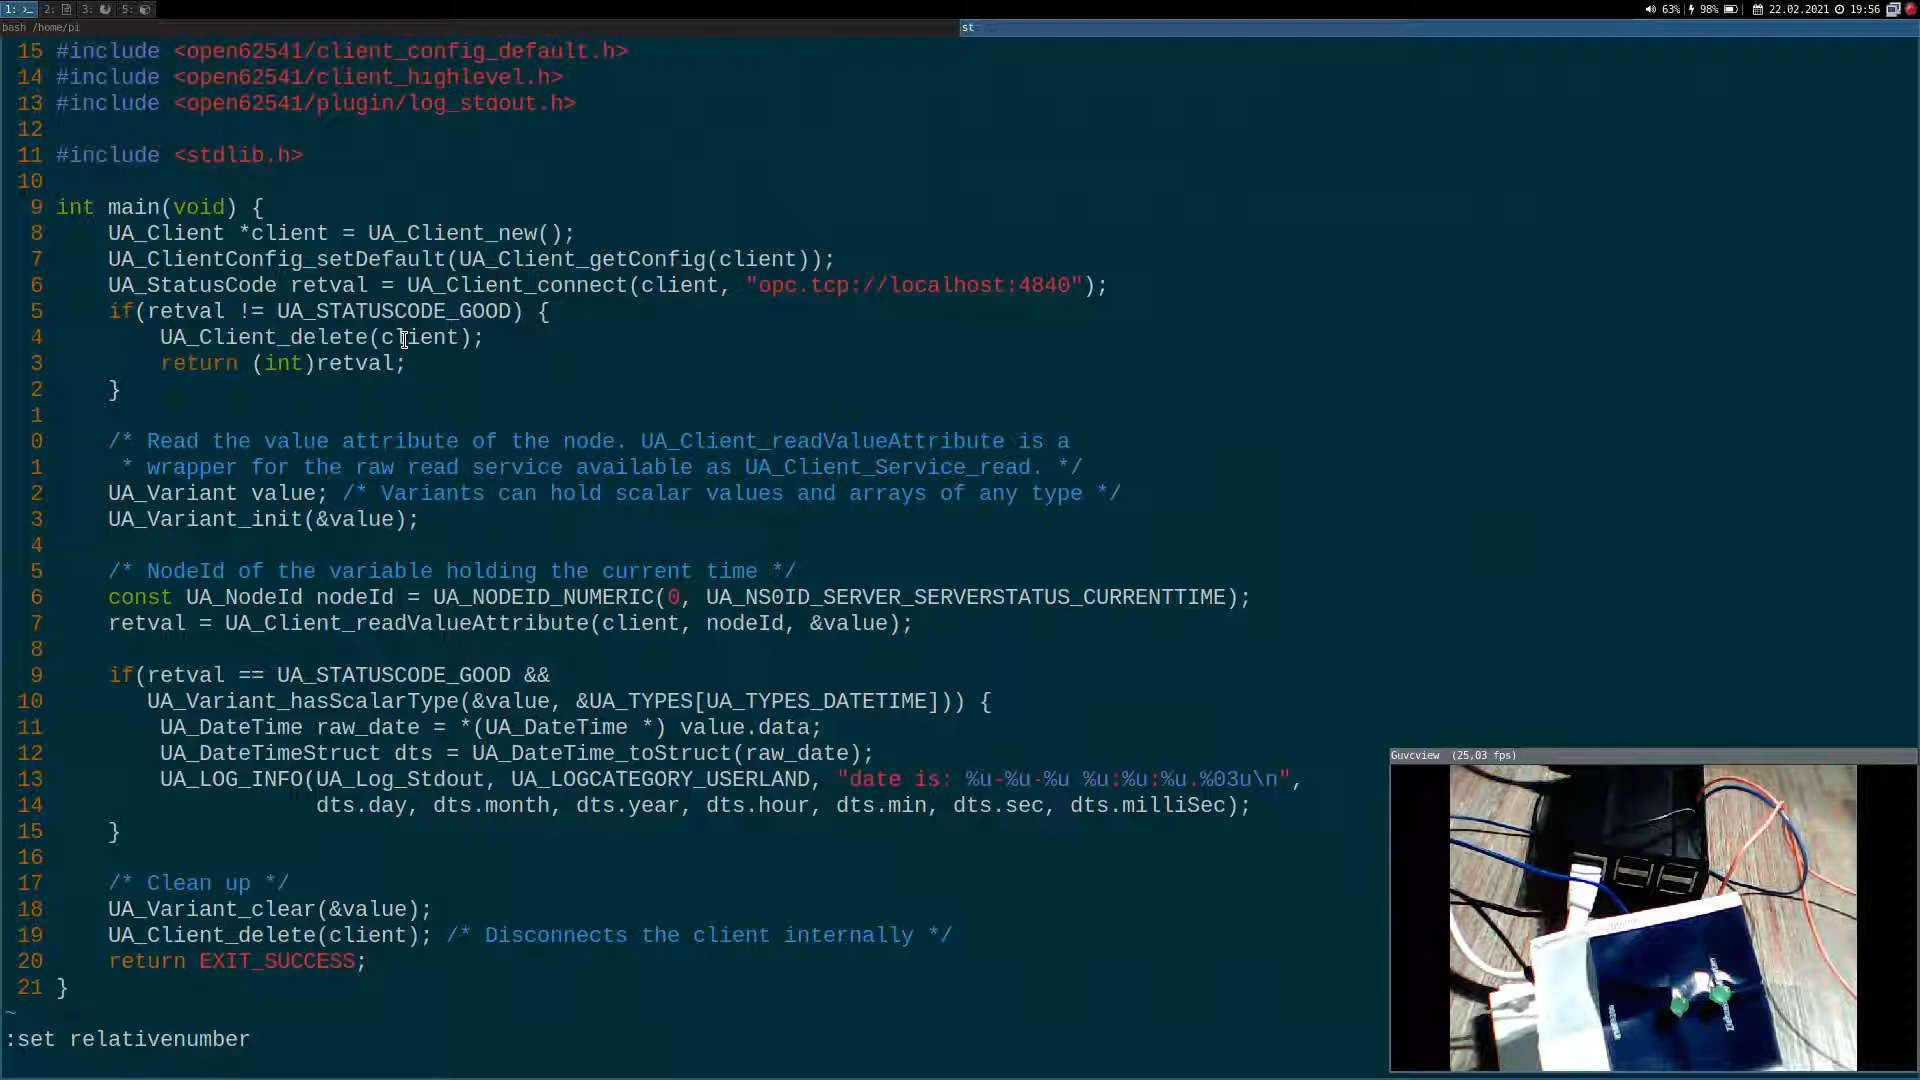 1: 2: 3: 5: 63% 98% 22.02.2021 19:56
bash /home/pi st
15 #include <open62541/client_config_default.h>
14 #include <open62541/client_highlevel.h>
13 #include <open62541/plugin/log_stdout.h>
12
11 #include <stdlib.h>
10
9 int main(void) {
8 UA_Client *client = UA_Client_new();
7 UA_ClientConfig_setDefault(UA_Client_getConfig(client));
6 UA_StatusCode retval = UA_Client_connect(client, "opc.tcp://localhost:4840");
5 if(retval != UA_STATUSCODE_GOOD) {
4 UA_Client_delete(client);
3 return (int)retval;
2 }
1
0 /* Read the value attribute of the node. UA_Client_readValueAttribute is a
1 * wrapper for the raw read service available as UA_Client_Service_read. */
2 UA_Variant value; /* Variants can hold scalar values and arrays of any type */
3 UA_Variant_init(&value);
4
5 /* NodeId of the variable holding the current time */
6 const UA_NodeId nodeId = UA_NODEID_NUMERIC(0, UA_NS0ID_SERVER_SERVERSTATUS_CURRENTTIME);
7 retval = UA_Client_readValueAttribute(client, nodeId, &value);
8
9 if(retval == UA_STATUSCODE_GOOD &&
10 UA_Variant_hasScalarType(&value, &UA_TYPES[UA_TYPES_DATETIME])) {
11 UA_DateTime raw_date = *(UA_DateTime *) value.data;
12 UA_DateTimeStruct dts = UA_DateTime_toStruct(raw_date);
13 UA_LOG_INFO(UA_Log_Stdout, UA_LOGCATEGORY_USERLAND, "date is: %u-%u-%u %u:%u:%u.%03u\n",
14 dts.day, dts.month, dts.year, dts.hour, dts.min, dts.sec, dts.milliSec);
15 }
16
17 /* Clean up */
18 UA_Variant_clear(&value);
19 UA_Client_delete(client); /* Disconnects the client internally */
20 return EXIT_SUCCESS;
21 }
~
:set relativenumber
Guvcview (25,03 fps)